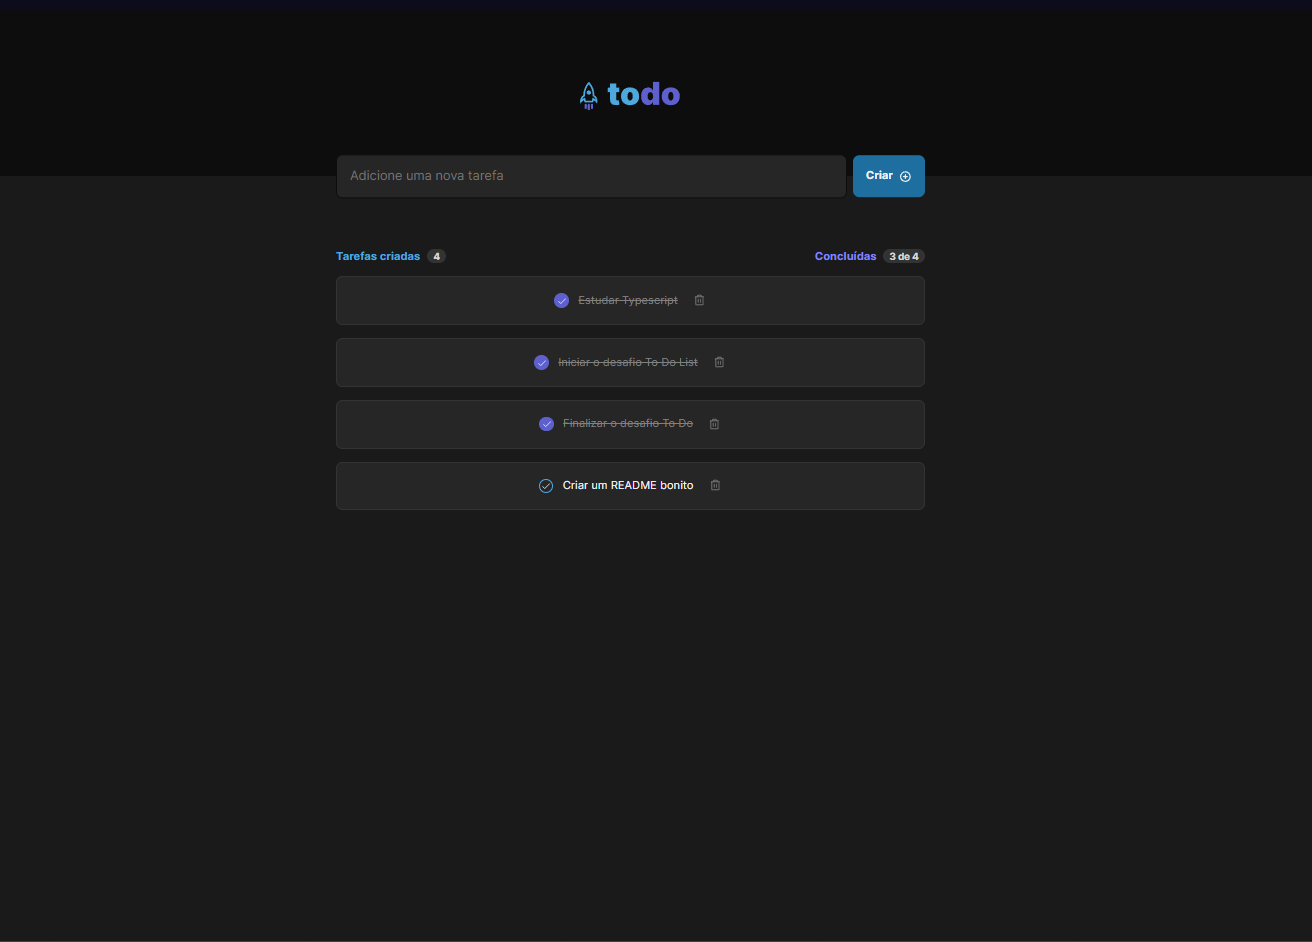 todo
Adicione uma nova tarefa
Criar
Tarefas criadas 4
Concluídas 3 de 4
Estudar Typescript
Iniciar o desafio To Do List
Finalizar o desafio To Do
Criar um README bonito